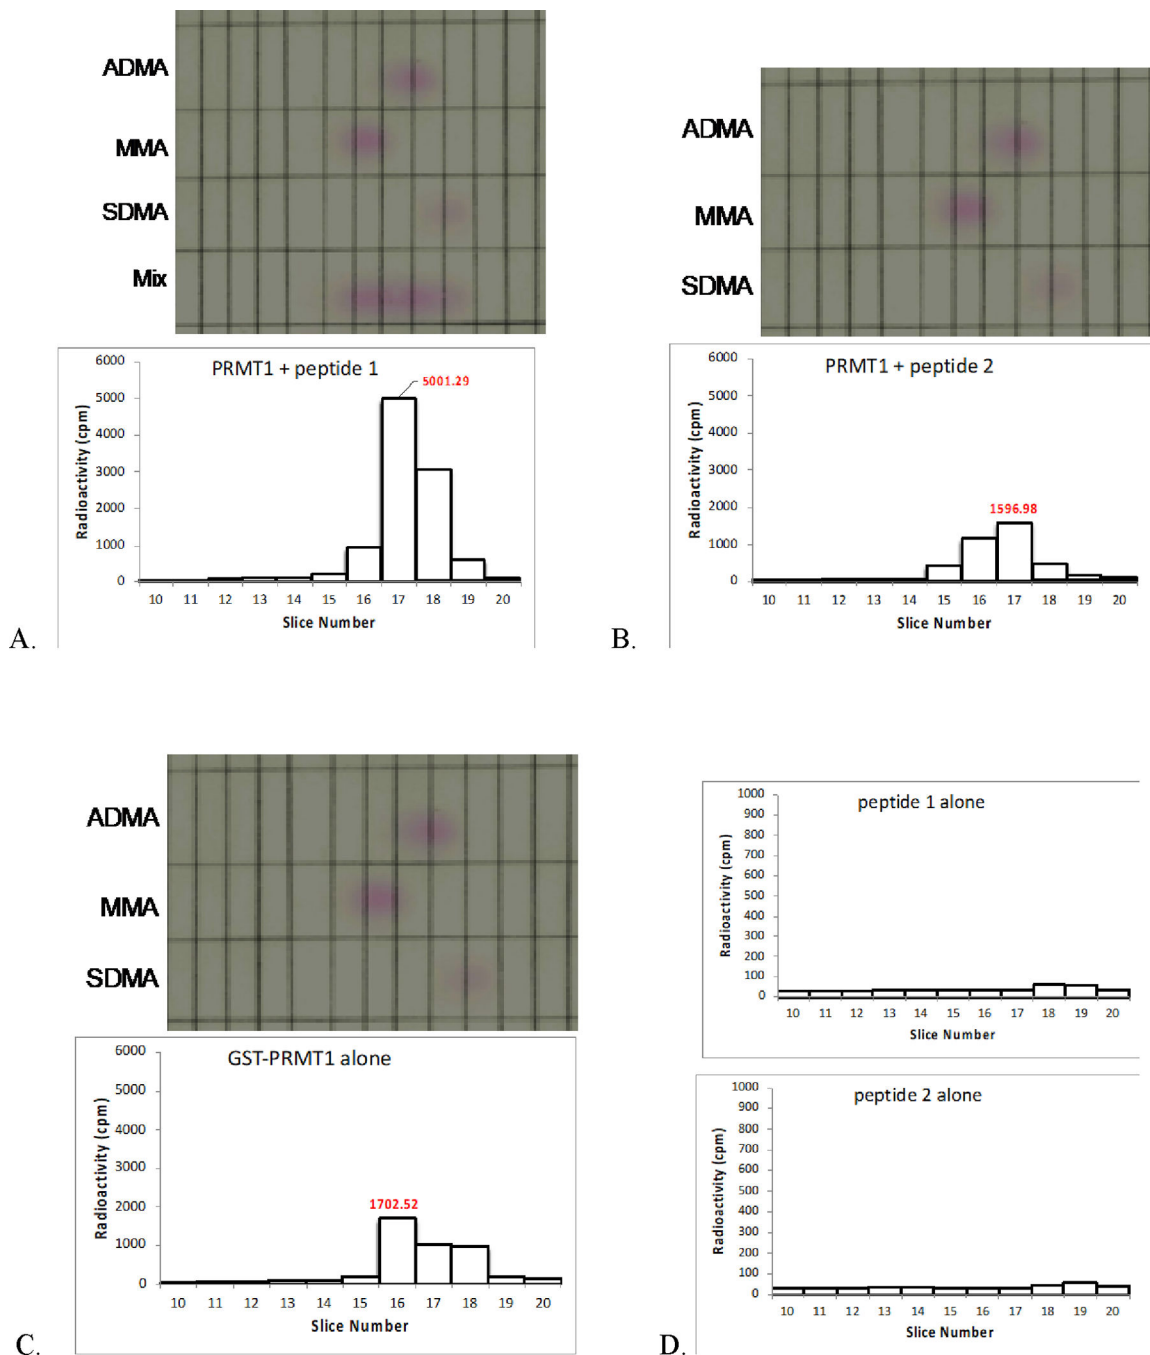 ADMA
MMA
SDMA
Mix
PRMT1 + peptide 1
5001.29
6000
5000
4000
3000
2000
1000
0
Radioactivity (cpm)
10 11 12 13 14 15 16 17 18 19 20
Slice Number
A.
ADMA
MMA
SDMA
PRMT1 + peptide 2
1596.98
6000
5000
4000
3000
2000
1000
0
Radioactivity (cpm)
10 11 12 13 14 15 16 17 18 19 20
Slice Number
B.
ADMA
MMA
SDMA
GST-PRMT1 alone
1702.52
6000
5000
4000
3000
2000
1000
0
Radioactivity (cpm)
10 11 12 13 14 15 16 17 18 19 20
Slice Number
C.
peptide 1 alone
1000
900
800
700
600
500
400
300
200
100
0
Radioactivity (cpm)
10 11 12 13 14 15 16 17 18 19 20
Slice Number
peptide 2 alone
1000
900
800
700
600
500
400
300
200
100
0
Radioactivity (cpm)
10 11 12 13 14 15 16 17 18 19 20
Slice Number
D.